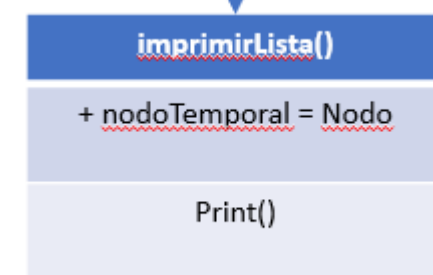 imprimirLista()
+ nodoTemporal = Nodo
Print()